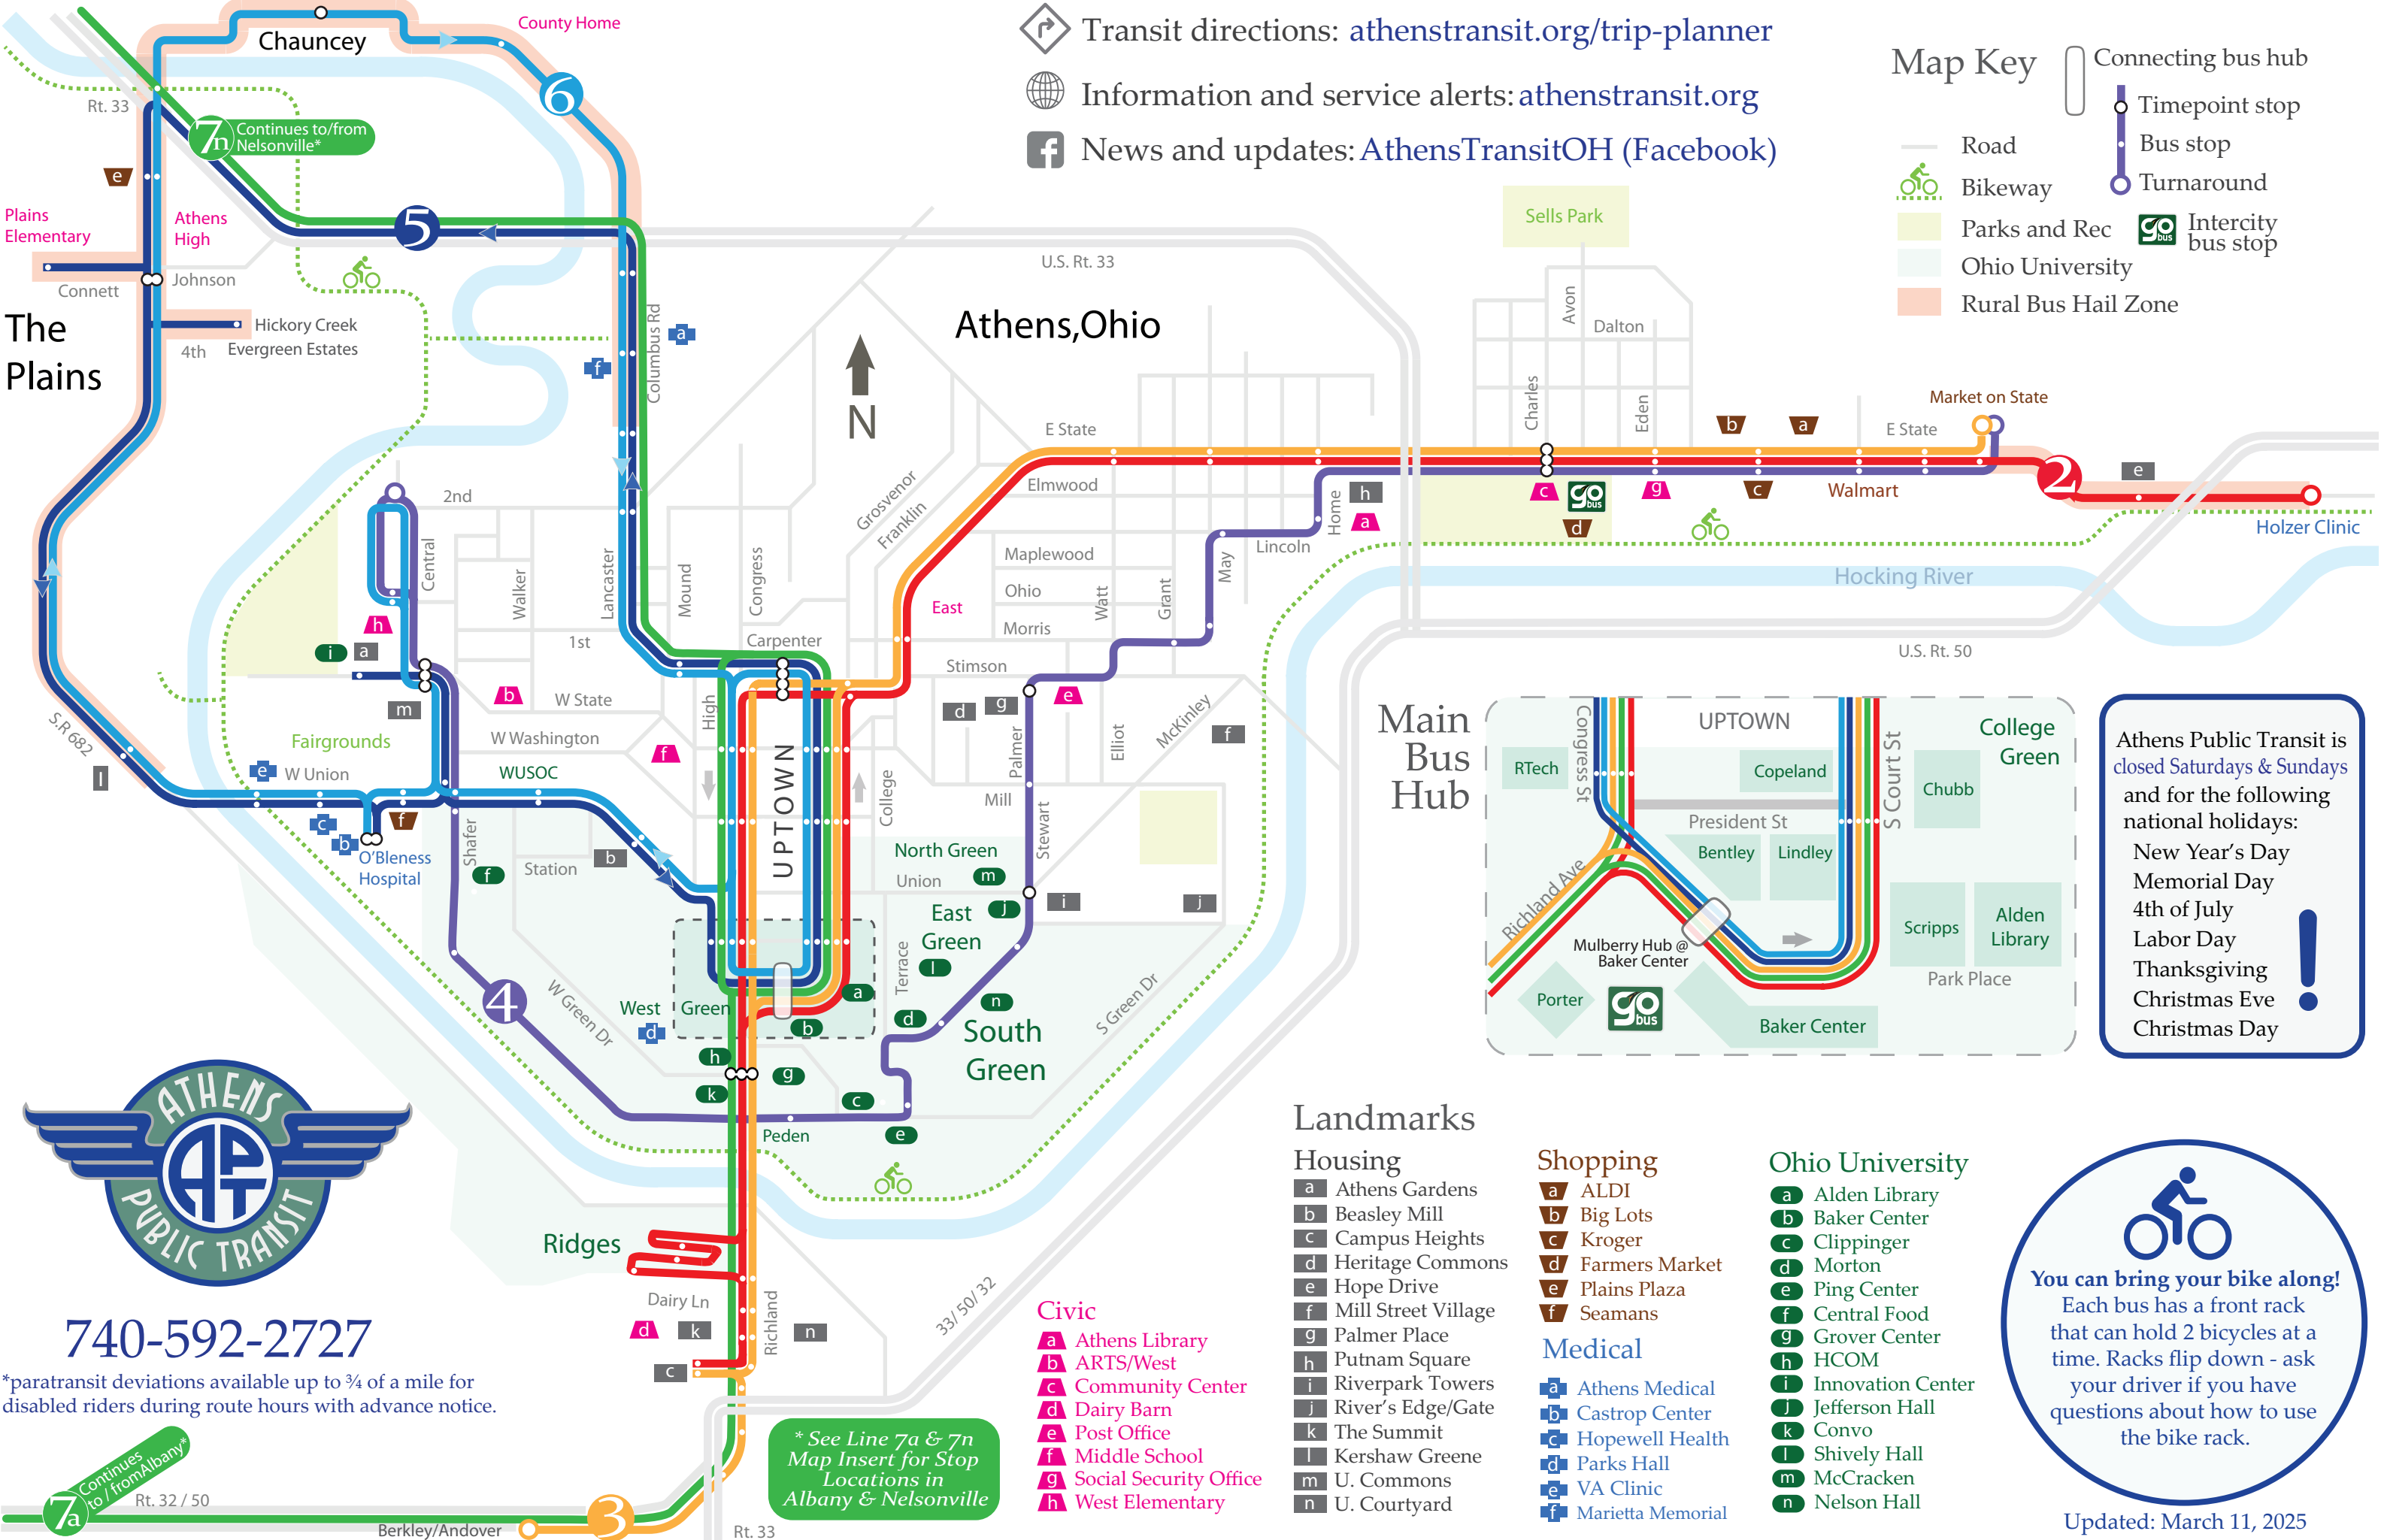 Chauncey
County Home
Transit directions: athenstransit.org/trip-planner
Information and service alerts: athenstransit.org
News and updates: AthensTransitOH (Facebook)
Map Key
Connecting bus hub
Timepoint stop
Bus stop
Turnaround
Road
Bikeway
Parks and Rec
Ohio University
Rural Bus Hail Zone
go bus
Intercity
bus stop
6
Rt. 33
7n
Continues to/from
Nelsonville*
e
Plains
Elementary
Athens
High
5
Connett
Johnson
The
Plains
Hickory Creek
Evergreen Estates
4th
Columbus Rd
a
f
U.S. Rt. 33
Athens,Ohio
N
Sells Park
Avon
Dalton
Charles
Eden
b
a
Market on State
E State
E State
2
e
Holzer Clinic
Elmwood
Grosvenor
Franklin
h
a
Home
c
go bus
d
g
c
Walmart
Hocking River
U.S. Rt. 50
2nd
Central
Walker
Lancaster
Mound
Congress
Maplewood
Ohio
Morris
Watt
Grant
May
Lincoln
East
h
i
a
1st
Carpenter
Stimson
m
b
W State
High
d
g
e
S.R 682
Fairgrounds
W Washington
f
Palmer
Elliot
McKinley
f
l
e
W Union
WUSOC
UPTOWN
College
Mill
Stewart
c
b
f
O'Bleness
Hospital
Shafer
f
Station
b
North Green
Union
m
East
Green
j
i
j
l
Terrace
4
W Green Dr
West
Green
d
a
b
d
n
South
Green
S Green Dr
h
g
k
c
Peden
e
Main
Bus
Hub
Congress St
UPTOWN
College
Green
RTech
Copeland
S Court St
Chubb
President St
Bentley
Lindley
Richland Ave
Mulberry Hub @
Baker Center
Scripps
Alden
Library
Park Place
Porter
go bus
Baker Center
Athens Public Transit is
closed Saturdays & Sundays
and for the following
national holidays:
New Year's Day
Memorial Day
4th of July
Labor Day
Thanksgiving
Christmas Eve
Christmas Day
!
ATHENS
APT
PUBLIC TRANSIT
740-592-2727
*paratransit deviations available up to ¾ of a mile for
disabled riders during route hours with advance notice.
Ridges
Dairy Ln
d
k
Richland
n
c
33/ 50/ 32
7a
Continues
to / fromAlbany*
Rt. 32 / 50
Berkley/Andover
3
Rt. 33
* See Line 7a & 7n
Map Insert for Stop
Locations in
Albany & Nelsonville
Landmarks
Civic
a Athens Library
b ARTS/West
c Community Center
d Dairy Barn
e Post Office
f Middle School
g Social Security Office
h West Elementary
Housing
a Athens Gardens
b Beasley Mill
c Campus Heights
d Heritage Commons
e Hope Drive
f Mill Street Village
g Palmer Place
h Putnam Square
i Riverpark Towers
j River's Edge/Gate
k The Summit
l Kershaw Greene
m U. Commons
n U. Courtyard
Shopping
a ALDI
b Big Lots
c Kroger
d Farmers Market
e Plains Plaza
f Seamans
Medical
a Athens Medical
b Castrop Center
c Hopewell Health
d Parks Hall
e VA Clinic
f Marietta Memorial
Ohio University
a Alden Library
b Baker Center
c Clippinger
d Morton
e Ping Center
f Central Food
g Grover Center
h HCOM
i Innovation Center
j Jefferson Hall
k Convo
l Shively Hall
m McCracken
n Nelson Hall
You can bring your bike along!
Each bus has a front rack
that can hold 2 bicycles at a
time. Racks flip down - ask
your driver if you have
questions about how to use
the bike rack.
Updated: March 11, 2025